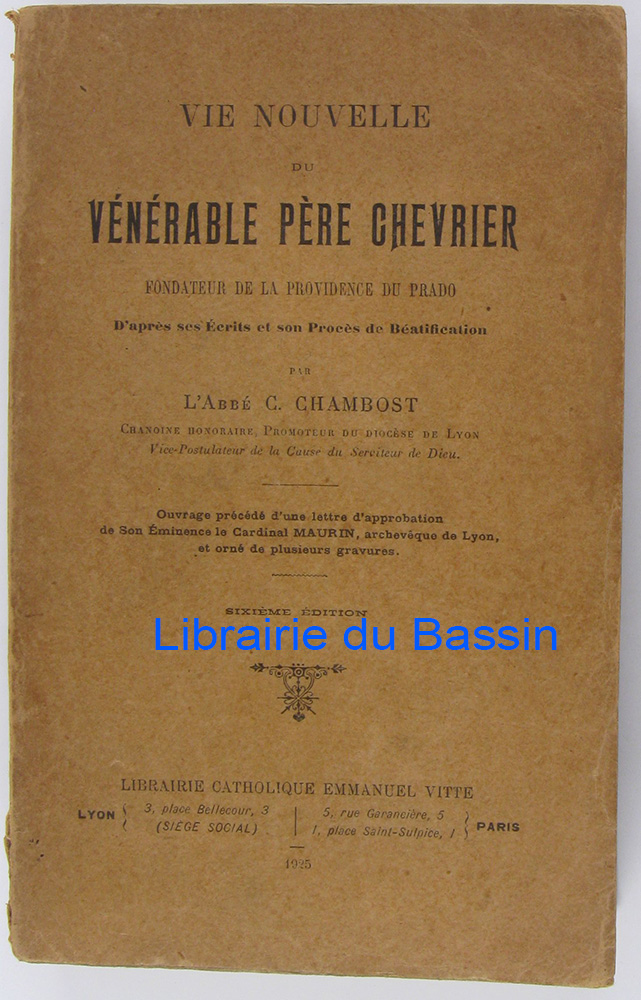 VIE NOUVELLE
DU
VÉNÉRABLE PÈRE CHEVRIER
FONDATEUR DE LA PROVIDENCE DU PRADO
D'après ses Écrits et son Procès de Béatification
PAR
L'ABBÉ C. CHAMBOST
CHANOINE HONORAIRE, PROMOTEUR DU DIOCÈSE DE LYON
Vice-Postulateur de la Cause du Serviteur de Dieu.
Ouvrage précédé d'une lettre d'approbation
de Son Éminence le Cardinal MAURIN, archevêque de Lyon,
et orné de plusieurs gravures.
SIXIÈME ÉDITION
Librairie du Bassin
LIBRAIRIE CATHOLIQUE EMMANUEL VITTE
LYON { 3, place Bellecour, 3 | 5, rue Garancière, 5 } PARIS
(SIÉGE SOCIAL) | 1, place Saint-Sulpice, 1
1925